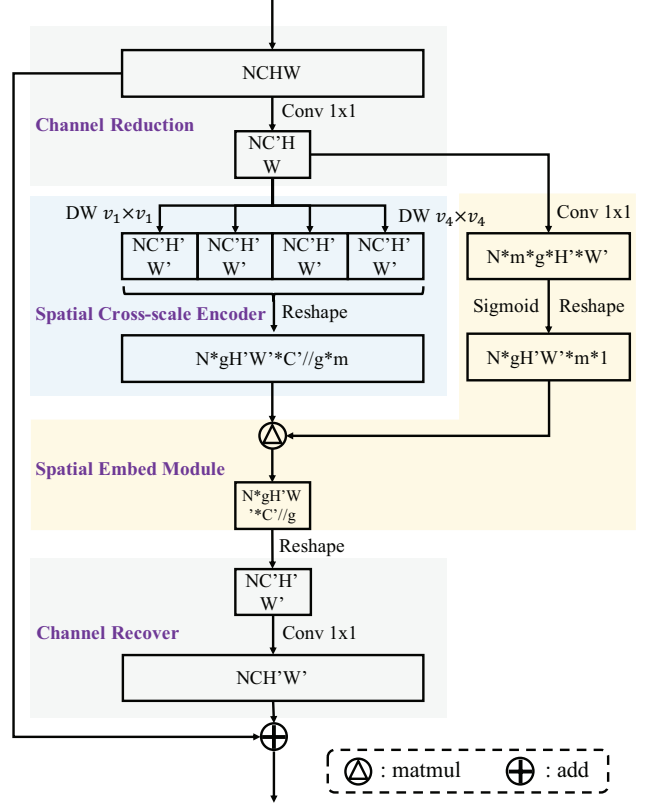 NCHW
Conv 1x1
Channel Reduction
NC’H
W
DW v₁×v₁
DW v₄×v₄
Conv 1x1
NC’H’
W’
NC’H’
W’
NC’H’
W’
NC’H’
W’
N*m*g*H’*W’
Spatial Cross-scale Encoder
Reshape
Sigmoid
Reshape
N*gH’W’*C’//g*m
N*gH’W’*m*1
Spatial Embed Module
N*gH’W
’*C’//g
Reshape
NC’H’
W’
Channel Recover
Conv 1x1
NCH’W’
: matmul
: add